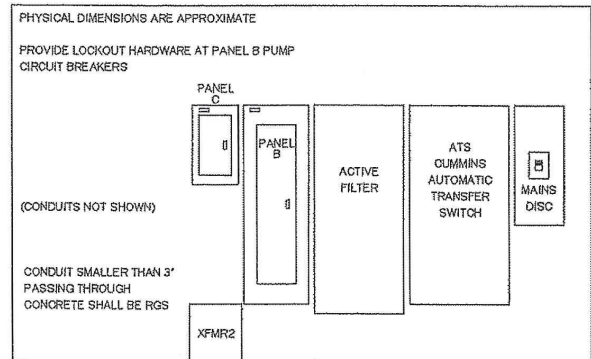 PHYSICAL DIMENSIONS ARE APPROXIMATE
PROVIDE LOCKOUT HARDWARE AT PANEL B PUMP
CIRCUIT BREAKERS
PANEL
C
PANEL
B
ACTIVE
FILTER
ATS
CUMMINS
AUTOMATIC
TRANSFER
SWITCH
MAINS
DISC
(CONDUITS NOT SHOWN)
CONDUIT SMALLER THAN 3"
PASSING THROUGH
CONCRETE SHALL BE RGS
XFMR2